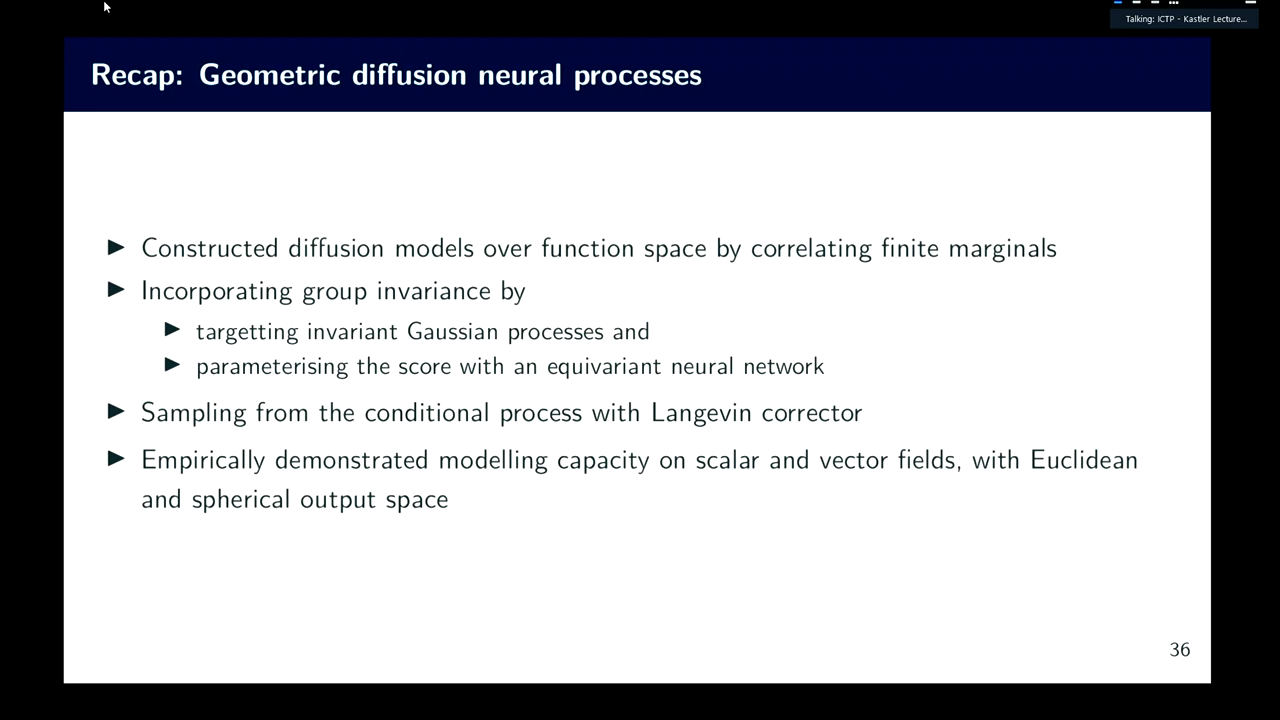 Talking: ICTP - Kastler Lecture...
Recap: Geometric diffusion neural processes
▶ Constructed diffusion models over function space by correlating finite marginals
▶ Incorporating group invariance by
▶ targetting invariant Gaussian processes and
▶ parameterising the score with an equivariant neural network
▶ Sampling from the conditional process with Langevin corrector
▶ Empirically demonstrated modelling capacity on scalar and vector fields, with Euclidean
and spherical output space
36